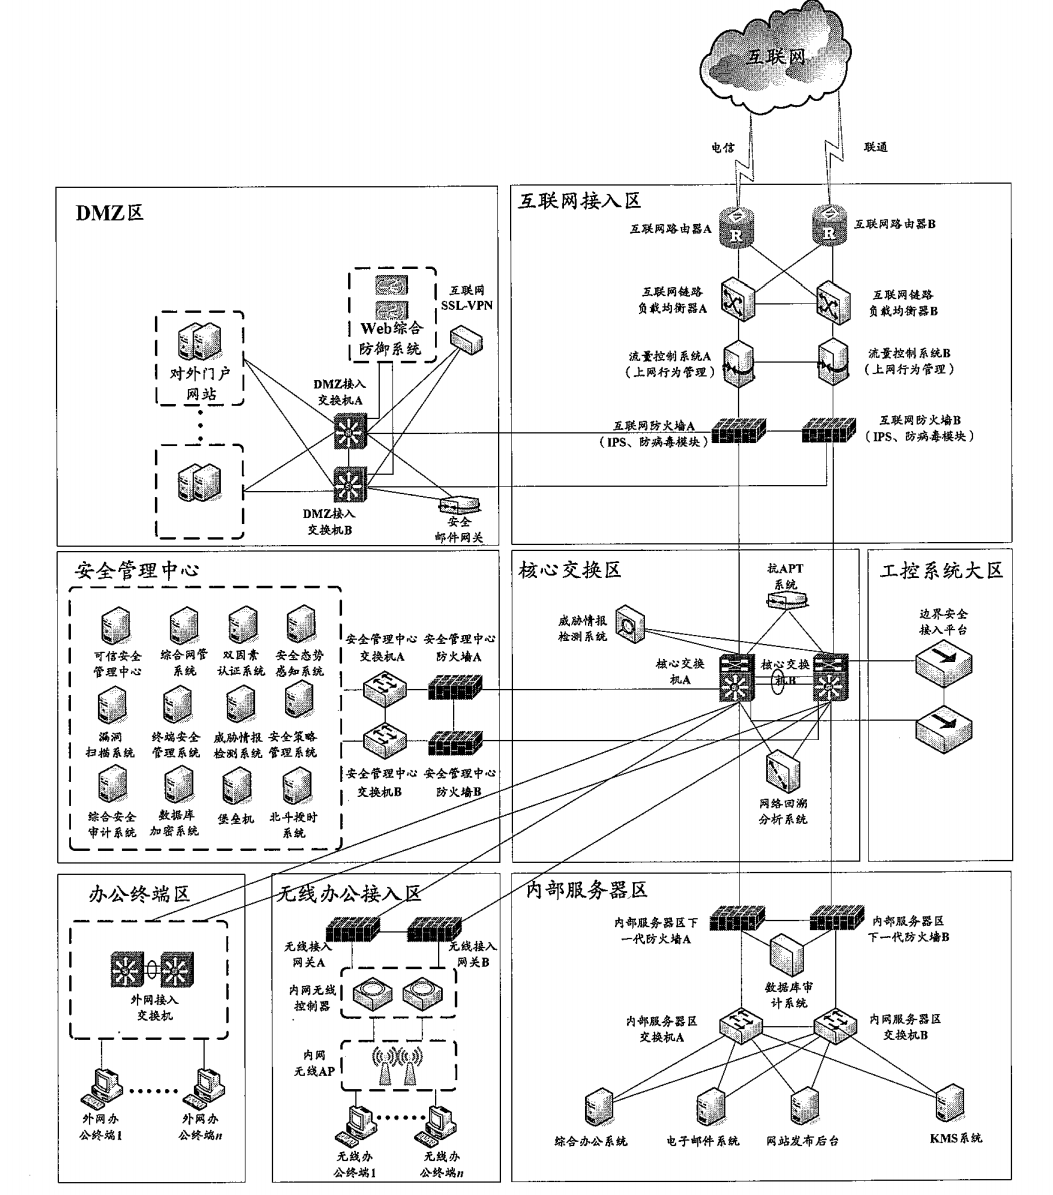 互联网
电信
联通
DMZ区
互联网
SSL-VPN
Web综合
防御系统
对外门户
网站
DMZ接入
交换机A
DMZ接入
交换机B
安全
邮件网关
互联网接入区
互联网路由器A
R
R
互联网路由器B
互联网链路
负载均衡器A
互联网链路
负载均衡器B
流量控制系统A
(上网行为管理)
流量控制系统B
(上网行为管理)
互联网防火墙A
(IPS、防病毒模块)
互联网防火墙B
(IPS、防病毒模块)
安全管理中心
可信安全
管理中心
综合网管
系统
双因素
认证系统
安全态势
感知系统
漏洞
扫描系统
终端安全
管理系统
威胁情报
检测系统
安全策略
管理系统
综合安全
审计系统
数据库
加密系统
堡垒机
北斗授时
系统
安全管理中心
交换机A
安全管理中心
防火墙A
安全管理中心
交换机B
安全管理中心
防火墙B
核心交换区
抗APT
系统
威胁情报
检测系统
核心交换
机A
核心交换
机B
网络回溯
分析系统
工控系统大区
边界安全
接入平台
办公终端区
外网接入
交换机
外网办
公终端1
外网办
公终端n
无线办公接入区
无线接入
网关A
无线接入
网关B
内网无线
控制器
内网
无线AP
无线办
公终端1
无线办
公终端n
内部服务器区
内部服务器区下
一代防火墙A
内部服务器区
下一代防火墙B
数据库审
计系统
内部服务器区
交换机A
内网服务器区
交换机B
综合办公系统
电子邮件系统
网站发布后台
KMS系统